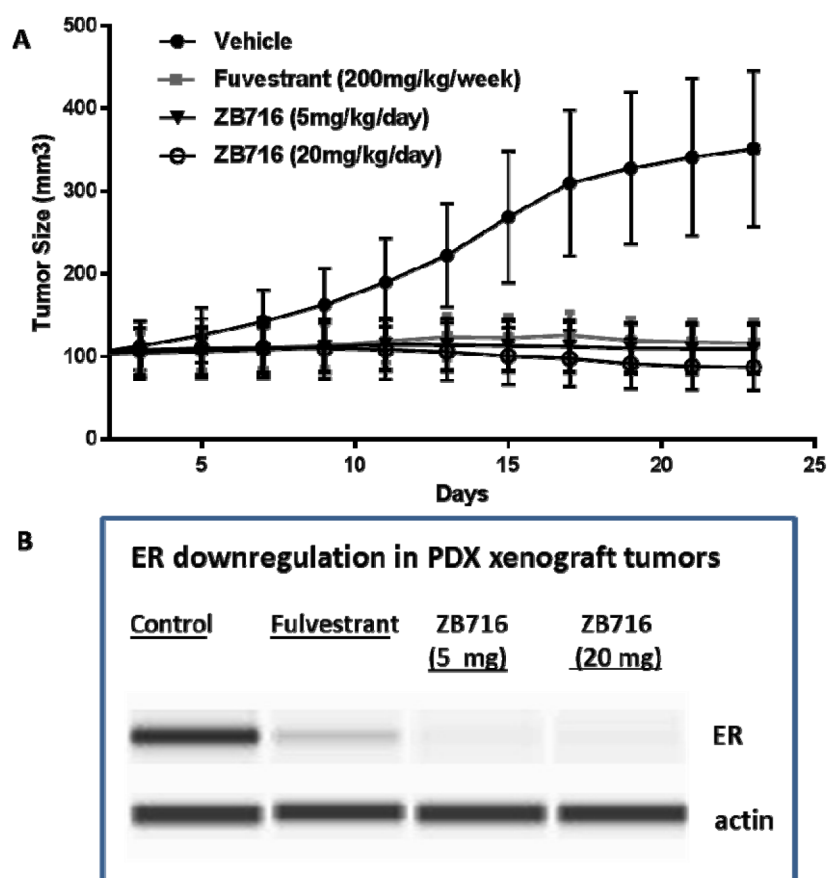 A
500
400
300
200
100
0
Tumor Size (mm3)
Vehicle
Fuvestrant (200mg/kg/week)
ZB716 (5mg/kg/day)
ZB716 (20mg/kg/day)
5 10 15 20 25
Days
B
ER downregulation in PDX xenograft tumors
Control Fulvestrant ZB716 ZB716
(5 mg) (20 mg)
ER
actin